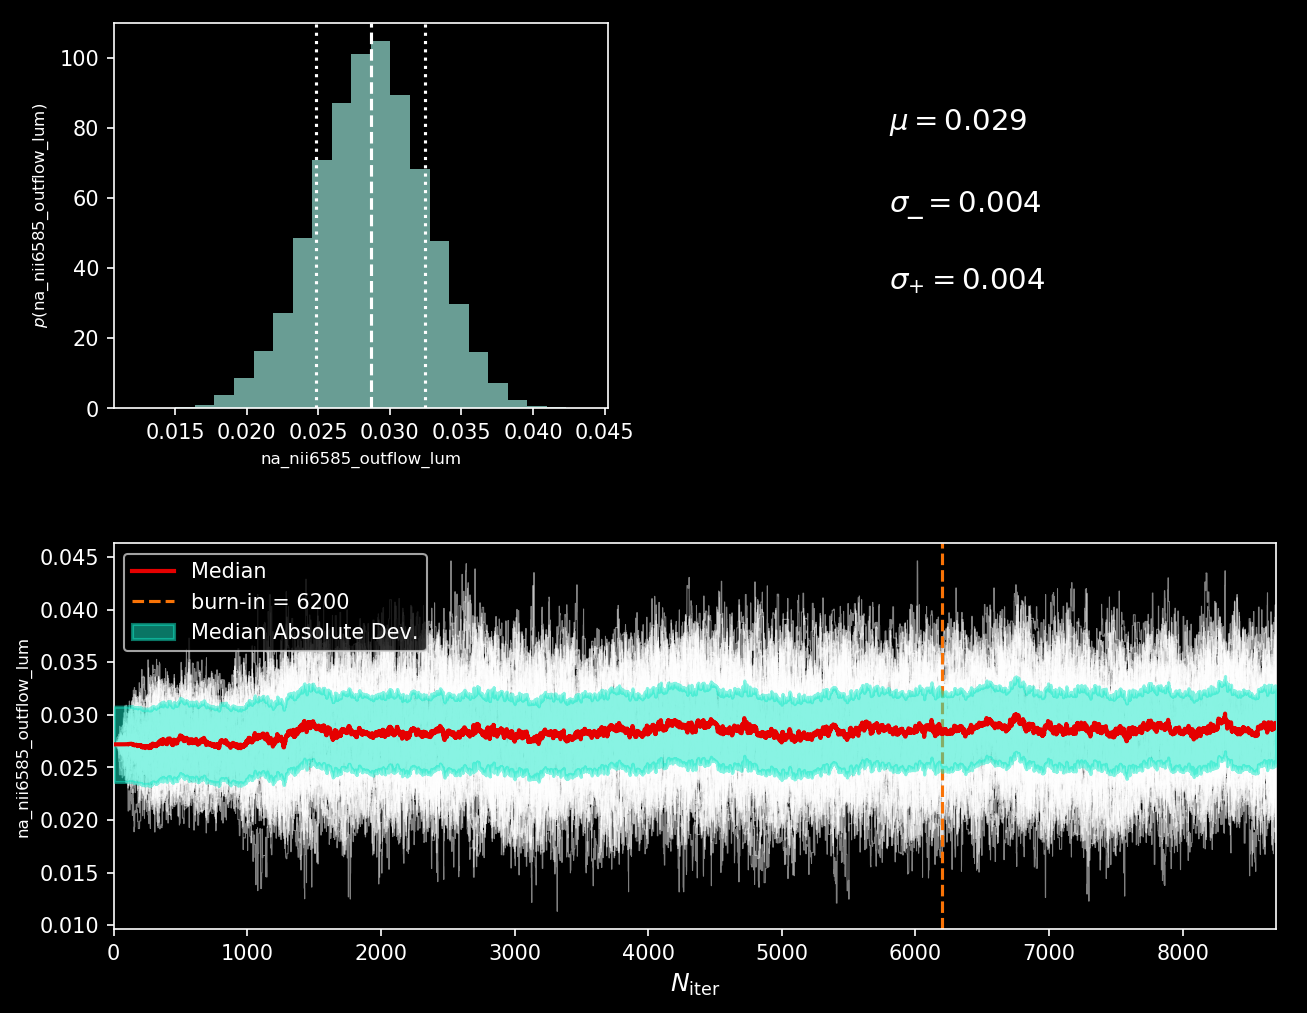 100
80
60
40
20
0
p(na_nii6585_outflow_lum)
0.015 0.020 0.025 0.030 0.035 0.040 0.045
na_nii6585_outflow_lum
μ = 0.029
σ₋ = 0.004
σ₊ = 0.004
0.045
0.040
0.035
0.030
0.025
0.020
0.015
0.010
na_nii6585_outflow_lum
Median
burn-in = 6200
Median Absolute Dev.
0 1000 2000 3000 4000 5000 6000 7000 8000
N_iter